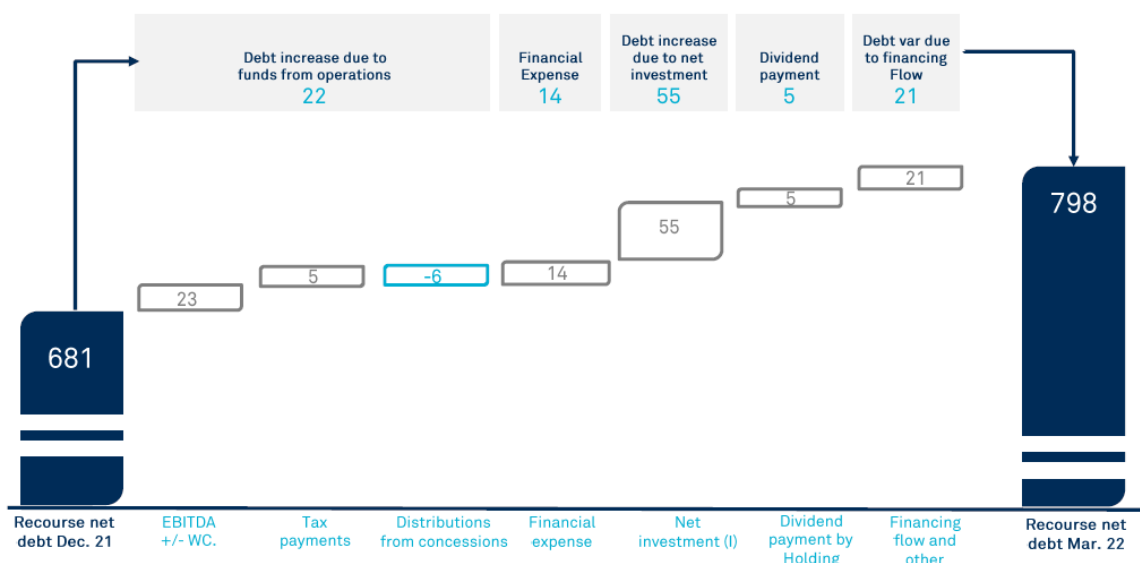 Debt increase due to
funds from operations
22
Financial
Expense
14
Debt increase
due to net
investment
55
Dividend
payment
5
Debt var due
to financing
Flow
21
681
23
5
-6
14
55
5
21
798
Recourse net
debt Dec. 21
EBITDA
+/- WC.
Tax
payments
Distributions
from concessions
Financial
expense
Net
investment (I)
Dividend
payment by
Holding
Financing
flow and
other
Recourse net
debt Mar. 22